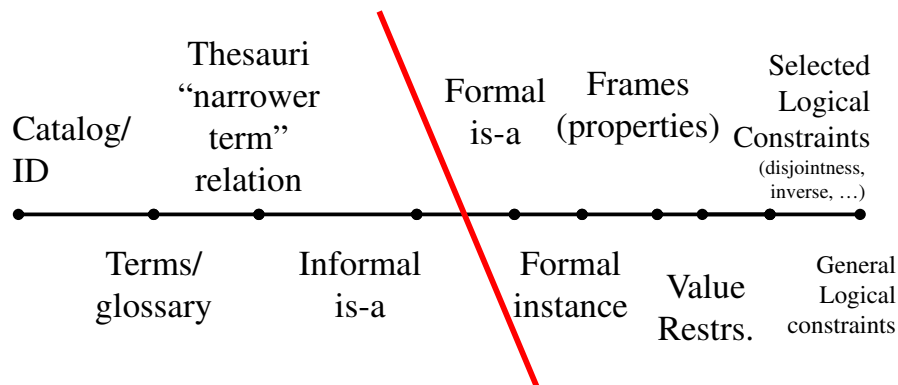 Catalog/
ID
Thesauri
“narrower
term”
relation
Formal
is-a
Frames
(properties)
Selected
Logical
Constraints
(disjointness,
inverse, …)
Terms/
glossary
Informal
is-a
Formal
instance
Value
Restrs.
General
Logical
constraints